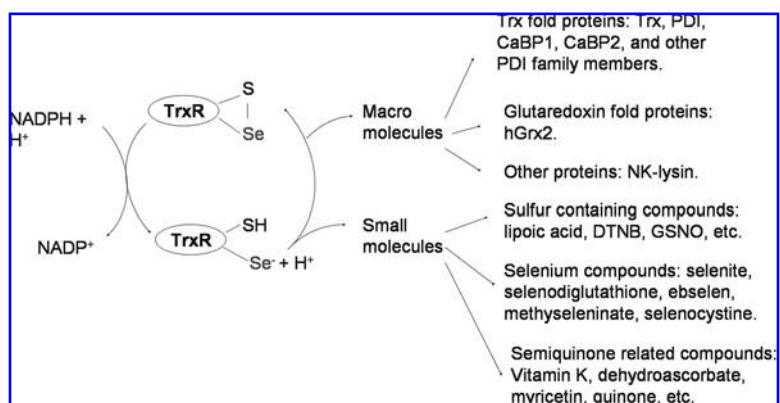 NADPH +
H⁺
NADP⁺
TrxR
S
Se
TrxR
SH
Se⁻ + H⁺
Macro
molecules
Small
molecules
Trx fold proteins: Trx, PDI,
CaBP1, CaBP2, and other
PDI family members.
Glutaredoxin fold proteins:
hGrx2.
Other proteins: NK-lysin.
Sulfur containing compounds:
lipoic acid, DTNB, GSNO, etc.
Selenium compounds: selenite,
selenodiglutathione, ebselen,
methyseleninate, selenocystine.
Semiquinone related compounds:
Vitamin K, dehydroascorbate,
myricetin, quinone, etc.